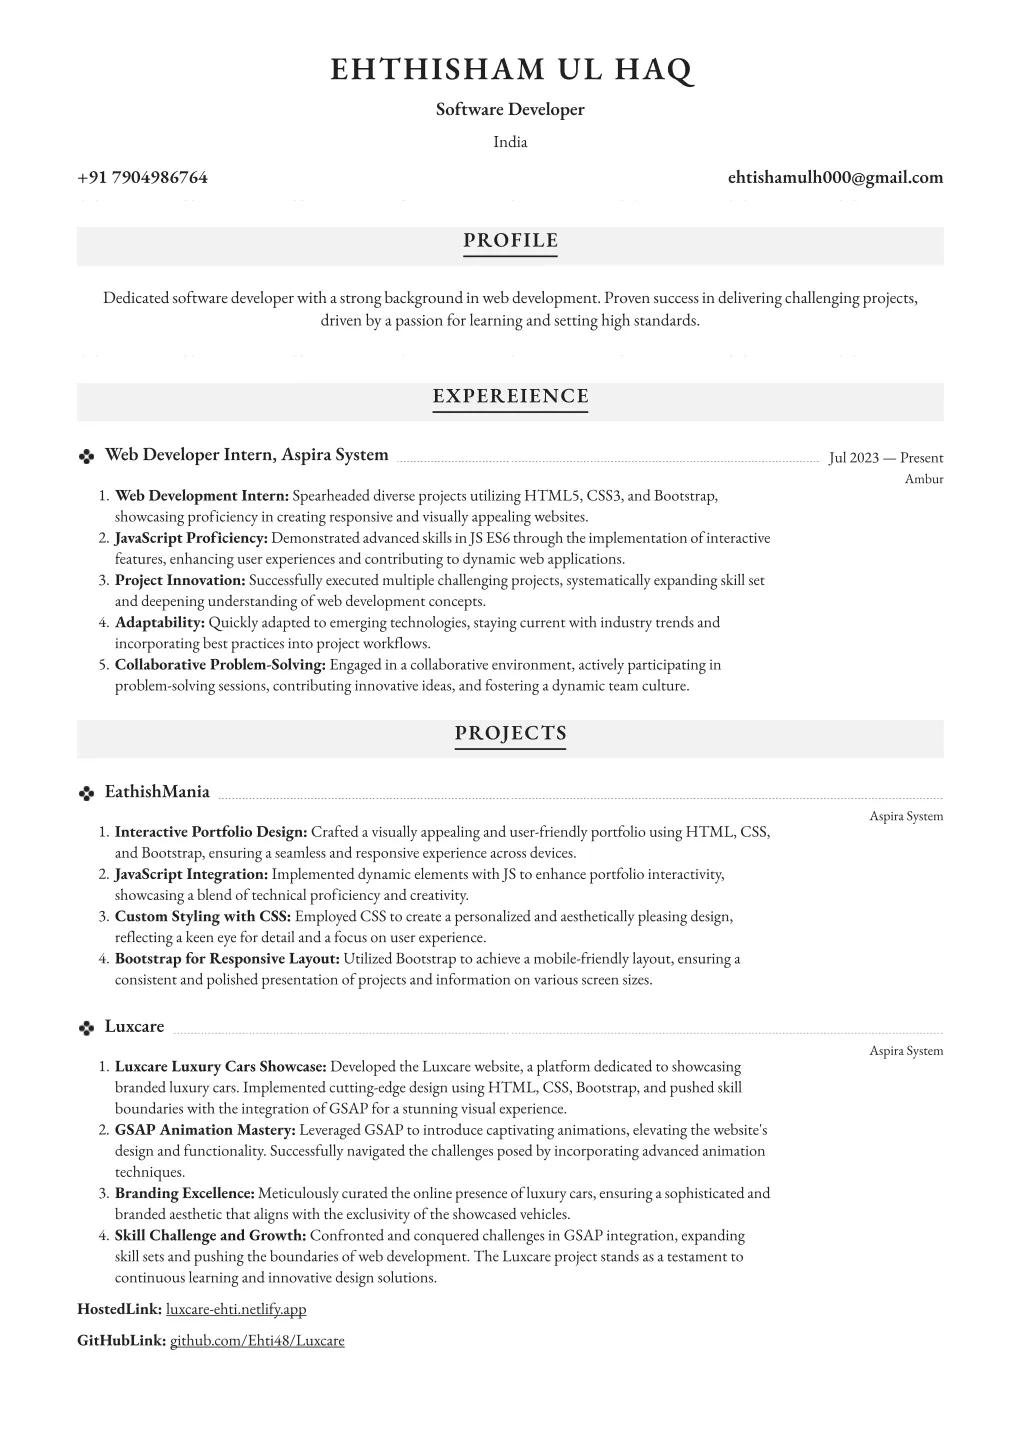 EHTHISHAM UL HAQ
Software Developer
India
+91 7904986764
ehtishamulh000@gmail.com
PROFILE
Dedicated software developer with a strong background in web development. Proven success in delivering challenging projects,
driven by a passion for learning and setting high standards.
EXPEREIENCE
Web Developer Intern, Aspira System
Jul 2023 — Present
Ambur
1. Web Development Intern: Spearheaded diverse projects utilizing HTML5, CSS3, and Bootstrap,
showcasing proficiency in creating responsive and visually appealing websites.
2. JavaScript Proficiency: Demonstrated advanced skills in JS ES6 through the implementation of interactive
features, enhancing user experiences and contributing to dynamic web applications.
3. Project Innovation: Successfully executed multiple challenging projects, systematically expanding skill set
and deepening understanding of web development concepts.
4. Adaptability: Quickly adapted to emerging technologies, staying current with industry trends and
incorporating best practices into project workflows.
5. Collaborative Problem-Solving: Engaged in a collaborative environment, actively participating in
problem-solving sessions, contributing innovative ideas, and fostering a dynamic team culture.
PROJECTS
EathishMania
Aspira System
1. Interactive Portfolio Design: Crafted a visually appealing and user-friendly portfolio using HTML, CSS,
and Bootstrap, ensuring a seamless and responsive experience across devices.
2. JavaScript Integration: Implemented dynamic elements with JS to enhance portfolio interactivity,
showcasing a blend of technical proficiency and creativity.
3. Custom Styling with CSS: Employed CSS to create a personalized and aesthetically pleasing design,
reflecting a keen eye for detail and a focus on user experience.
4. Bootstrap for Responsive Layout: Utilized Bootstrap to achieve a mobile-friendly layout, ensuring a
consistent and polished presentation of projects and information on various screen sizes.
Luxcare
Aspira System
1. Luxcare Luxury Cars Showcase: Developed the Luxcare website, a platform dedicated to showcasing
branded luxury cars. Implemented cutting-edge design using HTML, CSS, Bootstrap, and pushed skill
boundaries with the integration of GSAP for a stunning visual experience.
2. GSAP Animation Mastery: Leveraged GSAP to introduce captivating animations, elevating the website's
design and functionality. Successfully navigated the challenges posed by incorporating advanced animation
techniques.
3. Branding Excellence: Meticulously curated the online presence of luxury cars, ensuring a sophisticated and
branded aesthetic that aligns with the exclusivity of the showcased vehicles.
4. Skill Challenge and Growth: Confronted and conquered challenges in GSAP integration, expanding
skill sets and pushing the boundaries of web development. The Luxcare project stands as a testament to
continuous learning and innovative design solutions.
HostedLink: luxcare-ehti.netlify.app
GitHubLink: github.com/Ehti48/Luxcare